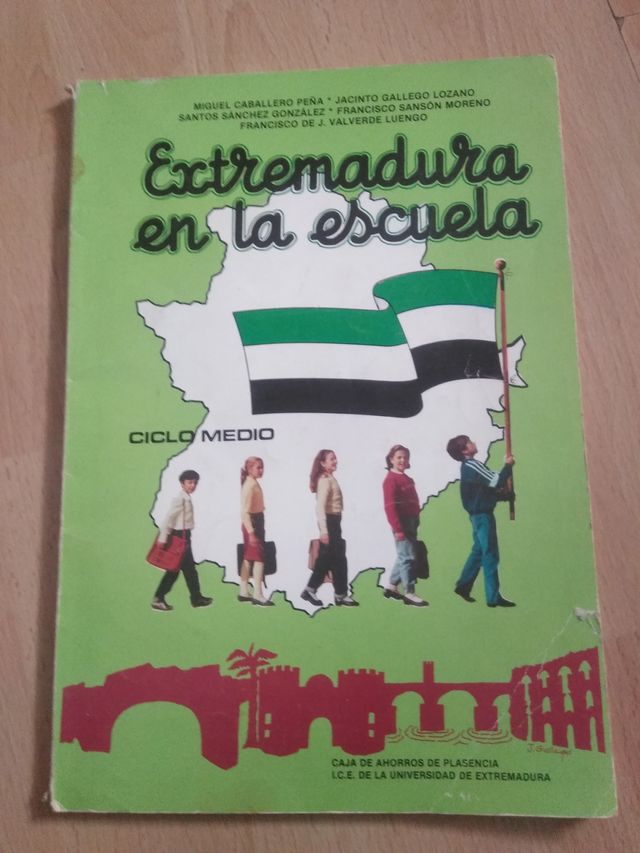 MIGUEL CABALLERO PEÑA * JACINTO GALLEGO LOZANO
SANTOS SÁNCHEZ GONZÁLEZ * FRANCISCO SANSÓN MORENO
FRANCISCO DE J. VALVERDE LUENGO
Extremadura
en la escuela
CICLO MEDIO
CAJA DE AHORROS DE PLASENCIA
I.C.E. DE LA UNIVERSIDAD DE EXTREMADURA